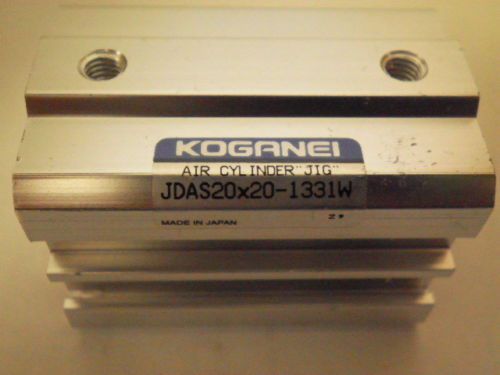 KOGANEI
AIR CYLINDER"JIG"
JDAS20x20-1331W
MADE IN JAPAN